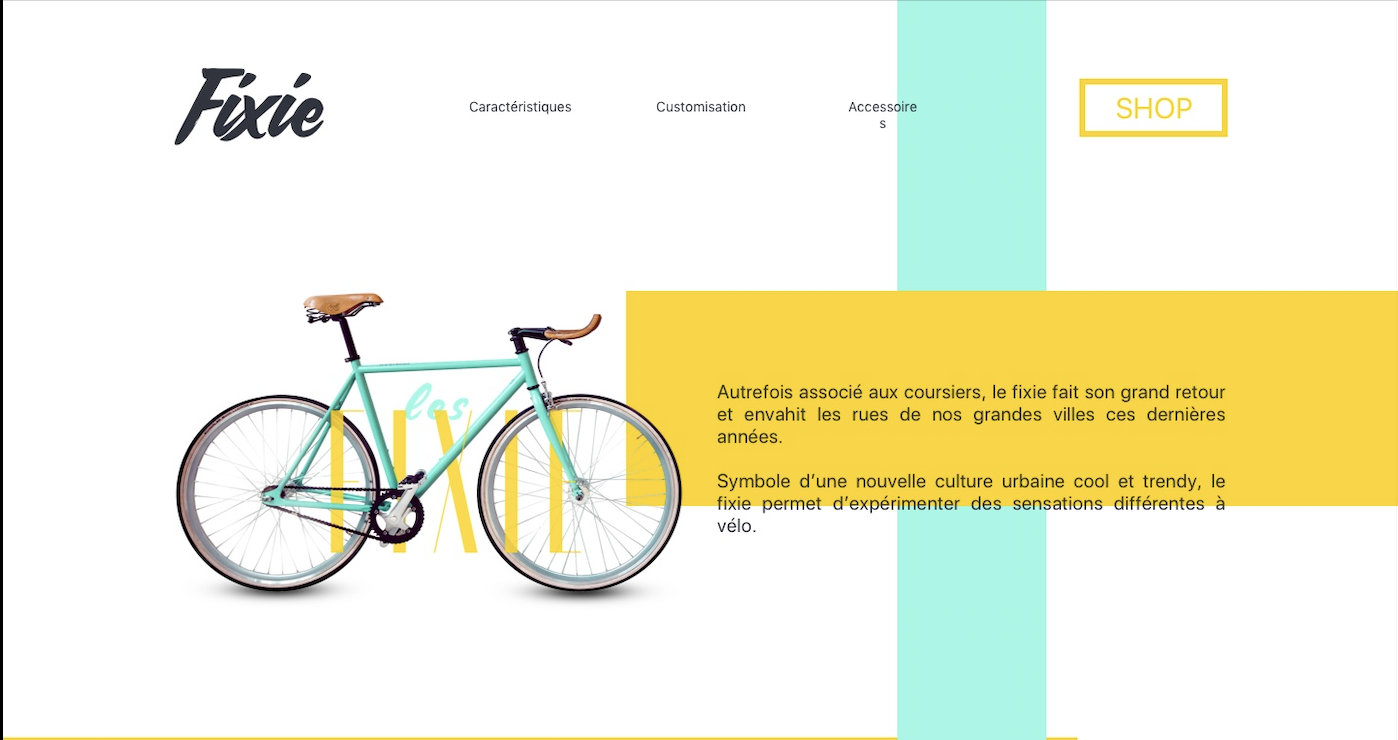 Fixie
Caractéristiques
Customisation
Accessoire
s
SHOP
les
FIXIE
Autrefois associé aux coursiers, le fixie fait son grand retour
et envahit les rues de nos grandes villes ces dernières
années.
Symbole d’une nouvelle culture urbaine cool et trendy, le
fixie permet d’expérimenter des sensations différentes à
vélo.